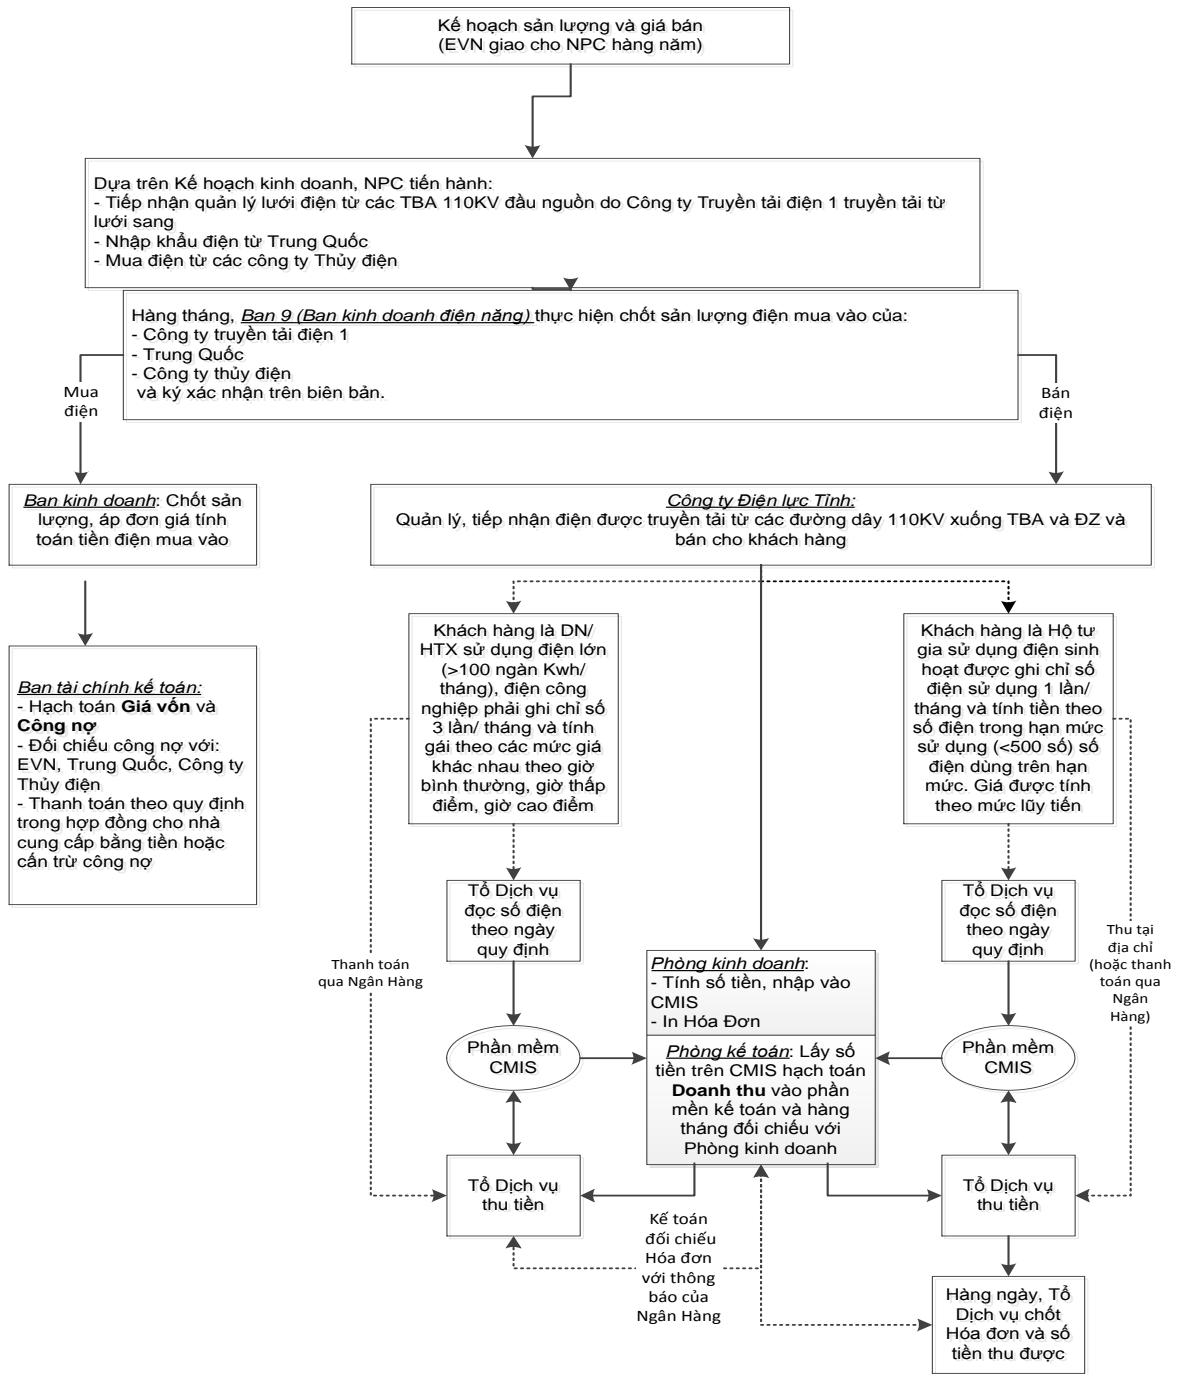 Kế hoạch sản lượng và giá bán
(EVN giao cho NPC hàng năm)
Dựa trên Kế hoạch kinh doanh, NPC tiến hành:
- Tiếp nhận quản lý lưới điện từ các TBA 110KV đầu nguồn do Công ty Truyền tải điện 1 truyền tải từ
lưới sang
- Nhập khẩu điện từ Trung Quốc
- Mua điện từ các công ty Thủy điện
Hàng tháng, Ban 9 (Ban kinh doanh điện năng) thực hiện chốt sản lượng điện mua vào của:
- Công ty truyền tải điện 1
- Trung Quốc
- Công ty thủy điện
và ký xác nhận trên biên bản.
Mua
điện
Bán
điện
Ban kinh doanh: Chốt sản
lượng, áp đơn giá tính
toán tiền điện mua vào
Công ty Điện lực Tỉnh:
Quản lý, tiếp nhận điện được truyền tải từ các đường dây 110KV xuống TBA và ĐZ và
bán cho khách hàng
Ban tài chính kế toán:
- Hạch toán Giá vốn và
Công nợ
- Đối chiếu công nợ với:
EVN, Trung Quốc, Công ty
Thủy điện
- Thanh toán theo quy định
trong hợp đồng cho nhà
cung cấp bằng tiền hoặc
cấn trừ công nợ
Khách hàng là DN/
HTX sử dụng điện lớn
(>100 ngàn Kwh/
tháng), điện công
nghiệp phải ghi chỉ số
3 lần/ tháng và tính
gái theo các mức giá
khác nhau theo giờ
bình thường, giờ thấp
điểm, giờ cao điểm
Khách hàng là Hộ tư
gia sử dụng điện sinh
hoạt được ghi chỉ số
điện sử dụng 1 lần/
tháng và tính tiền theo
số điện trong hạn mức
sử dụng (<500 số) số
điện dùng trên hạn
mức. Giá được tính
theo mức lũy tiến
Tổ Dịch vụ
đọc số điện
theo ngày
quy định
Tổ Dịch vụ
đọc số điện
theo ngày
quy định
Thanh toán
qua Ngân Hàng
Thu tại
địa chỉ
(hoặc thanh
toán qua
Ngân
Hàng)
Phòng kinh doanh:
- Tính số tiền, nhập vào
CMIS
- In Hóa Đơn
Phòng kế toán: Lấy số
tiền trên CMIS hạch toán
Doanh thu vào phần
mền kế toán và hàng
tháng đối chiếu với
Phòng kinh doanh
Phần mềm
CMIS
Phần mềm
CMIS
Tổ Dịch vụ
thu tiền
Tổ Dịch vụ
thu tiền
Kế toán
đối chiếu
Hóa đơn
với thông
báo của
Ngân Hàng
Hàng ngày, Tổ
Dịch vụ chốt
Hóa đơn và số
tiền thu được